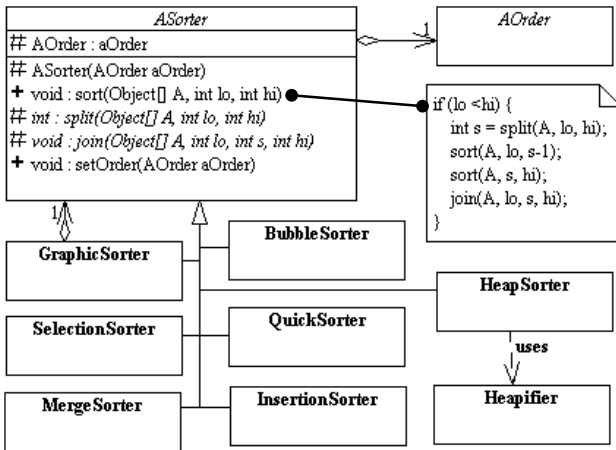 ASorter
# AOrder : aOrder
# ASorter(AOrder aOrder)
+ void : sort(Object[] A, int lo, int hi)
# int : split(Object[] A, int lo, int hi)
# void : join(Object[] A, int lo, int s, int hi)
+ void : setOrder(AOrder aOrder)
1
AOrder
if (lo <hi) {
int s = split(A, lo, hi);
sort(A, lo, s-1);
sort(A, s, hi);
join(A, lo, s, hi);
}
1
GraphicSorter
BubbleSorter
HeapSorter
SelectionSorter
QuickSorter
uses
MergeSorter
InsertionSorter
Heapifier